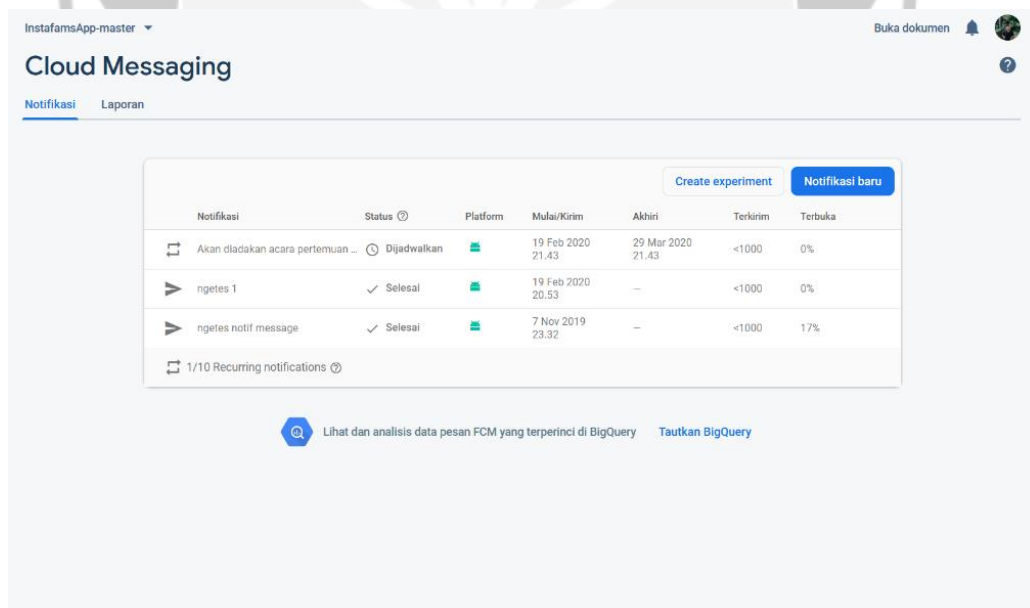 InstafamsApp-master
Buka dokumen
Cloud Messaging
Notifikasi Laporan
Create experiment Notifikasi baru
Notifikasi Status Platform Mulai/Kirim Akhiri Terkirim Terbuka
Akan diadakan acara pertemuan ... Dijadwalkan 19 Feb 2020 21.43 29 Mar 2020 21.43 <1000 0%
ngetes 1 Selesai 19 Feb 2020 20.53 — <1000 0%
ngetes notif message Selesai 7 Nov 2019 23.32 — <1000 17%
1/10 Recurring notifications
Lihat dan analisis data pesan FCM yang terperinci di BigQuery Tautkan BigQuery